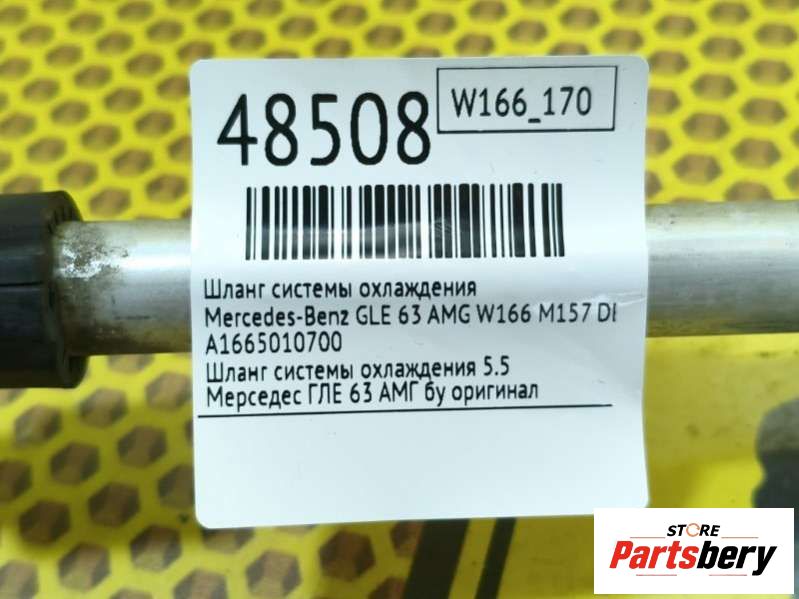 48508
W166_170
Шланг системы охлаждения
Mercedes-Benz GLE 63 AMG W166 M157
A1665010700
Шланг системы охлаждения 5.5
Мерседес ГЛЕ 63 АМГ бу оригинал
STORE
Partsbery